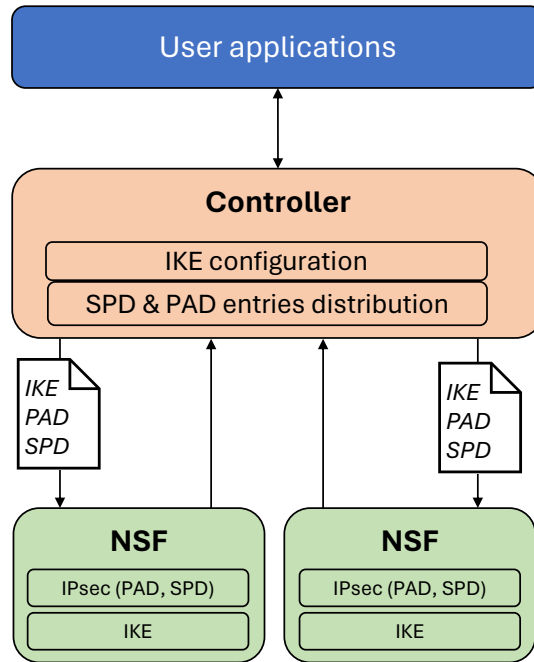 User applications
Controller
IKE configuration
SPD & PAD entries distribution
IKE
PAD
SPD
IKE
PAD
SPD
NSF
IPsec (PAD, SPD)
IKE
NSF
IPsec (PAD, SPD)
IKE